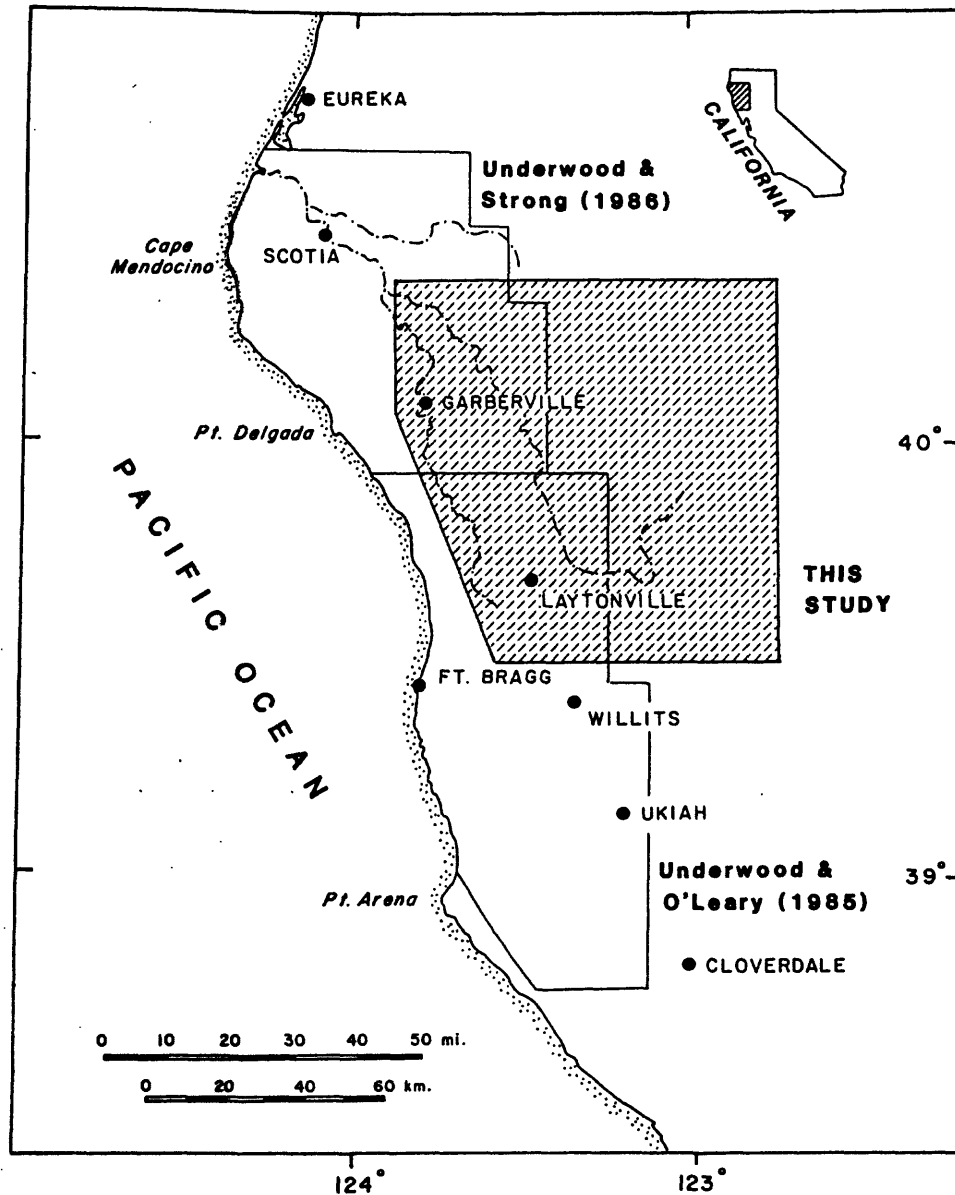 124°
123°
EUREKA
CALIFORNIA
Underwood &
Strong (1986)
Cape
Mendocino
SCOTIA
GARBERVILLE
Pt. Delgada
40°
PACIFIC OCEAN
THIS
STUDY
LAYTONVILLE
FT. BRAGG
WILLITS
UKIAH
Underwood &
O'Leary (1985)
39°
Pt. Arena
CLOVERDALE
0 10 20 30 40 50 mi.
0 20 40 60 km.
124°
123°